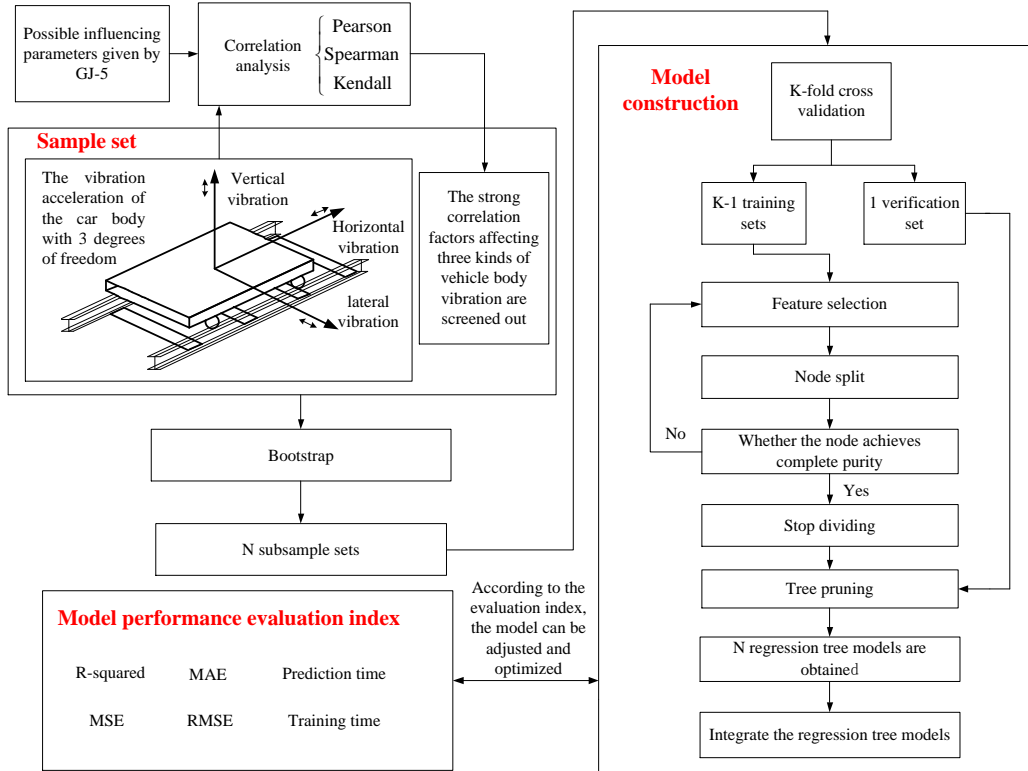 Possible influencing
parameters given by
GJ-5
Correlation
analysis
Pearson
Spearman
Kendall
Sample set
The vibration
acceleration of
the car body
with 3 degrees
of freedom
Vertical
vibration
Horizontal
vibration
lateral
vibration
The strong
correlation
factors affecting
three kinds of
vehicle body
vibration are
screened out
Bootstrap
N subsample sets
Model performance evaluation index
R-squared MAE Prediction time
MSE RMSE Training time
According to the
evaluation index,
the model can be
adjusted and
optimized
Model
construction
K-fold cross
validation
K-1 training
sets
1 verification
set
Feature selection
Node split
No
Whether the node achieves
complete purity
Yes
Stop dividing
Tree pruning
N regression tree models are
obtained
Integrate the regression tree models